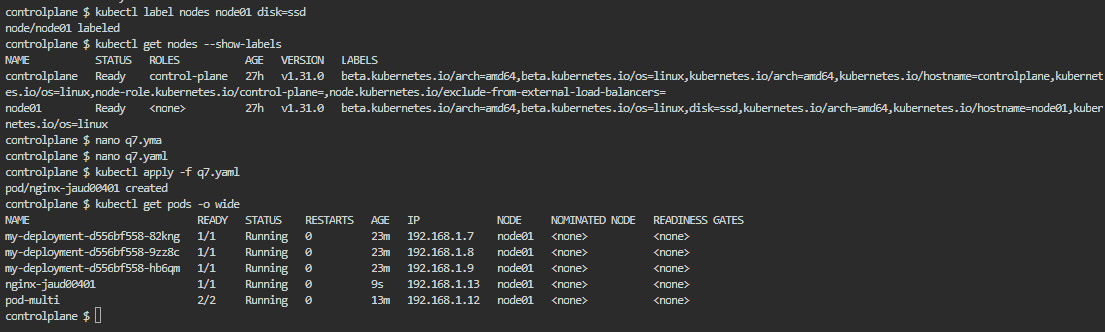 controlplane $ kubectl label nodes node01 disk=ssd
node/node01 labeled
controlplane $ kubectl get nodes --show-labels
NAME STATUS ROLES AGE VERSION LABELS
controlplane Ready control-plane 27h v1.31.0 beta.kubernetes.io/arch=amd64,beta.kubernetes.io/os=linux,kubernetes.io/arch=amd64,kubernetes.io/hostname=controlplane,kubernet
es.io/os=linux,node-role.kubernetes.io/control-plane=,node.kubernetes.io/exclude-from-external-load-balancers=
node01 Ready <none> 27h v1.31.0 beta.kubernetes.io/arch=amd64,beta.kubernetes.io/os=linux,disk=ssd,kubernetes.io/arch=amd64,kubernetes.io/hostname=node01,kuber
netes.io/os=linux
controlplane $ nano q7.yma
controlplane $ nano q7.yaml
controlplane $ kubectl apply -f q7.yaml
pod/nginx-jaud00401 created
controlplane $ kubectl get pods -o wide
NAME READY STATUS RESTARTS AGE IP NODE NOMINATED NODE READINESS GATES
my-deployment-d556bf558-82kng 1/1 Running 0 23m 192.168.1.7 node01 <none> <none>
my-deployment-d556bf558-9zz8c 1/1 Running 0 23m 192.168.1.8 node01 <none> <none>
my-deployment-d556bf558-hb6qm 1/1 Running 0 23m 192.168.1.9 node01 <none> <none>
nginx-jaud00401 1/1 Running 0 9s 192.168.1.13 node01 <none> <none>
pod-multi 2/2 Running 0 13m 192.168.1.12 node01 <none> <none>
controlplane $